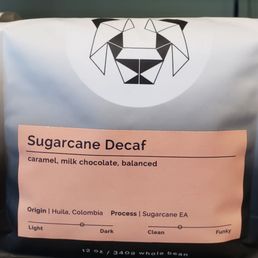 Sugarcane Decaf
caramel, milk chocolate, balanced
Origin | Huila, Colombia Process | Sugarcane EA
Light Dark Clean Funky
12 oz / 340g whole bean